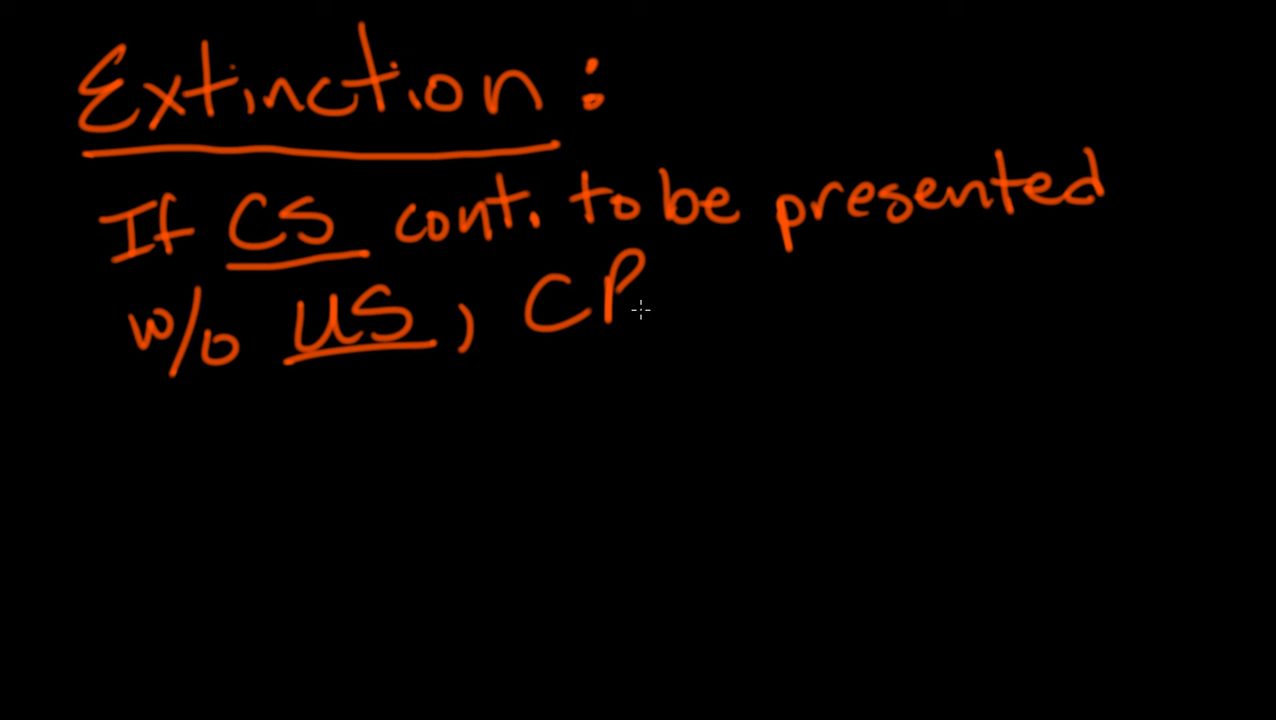 Extinction:
If CS cont. to be presented
w/o US, CP